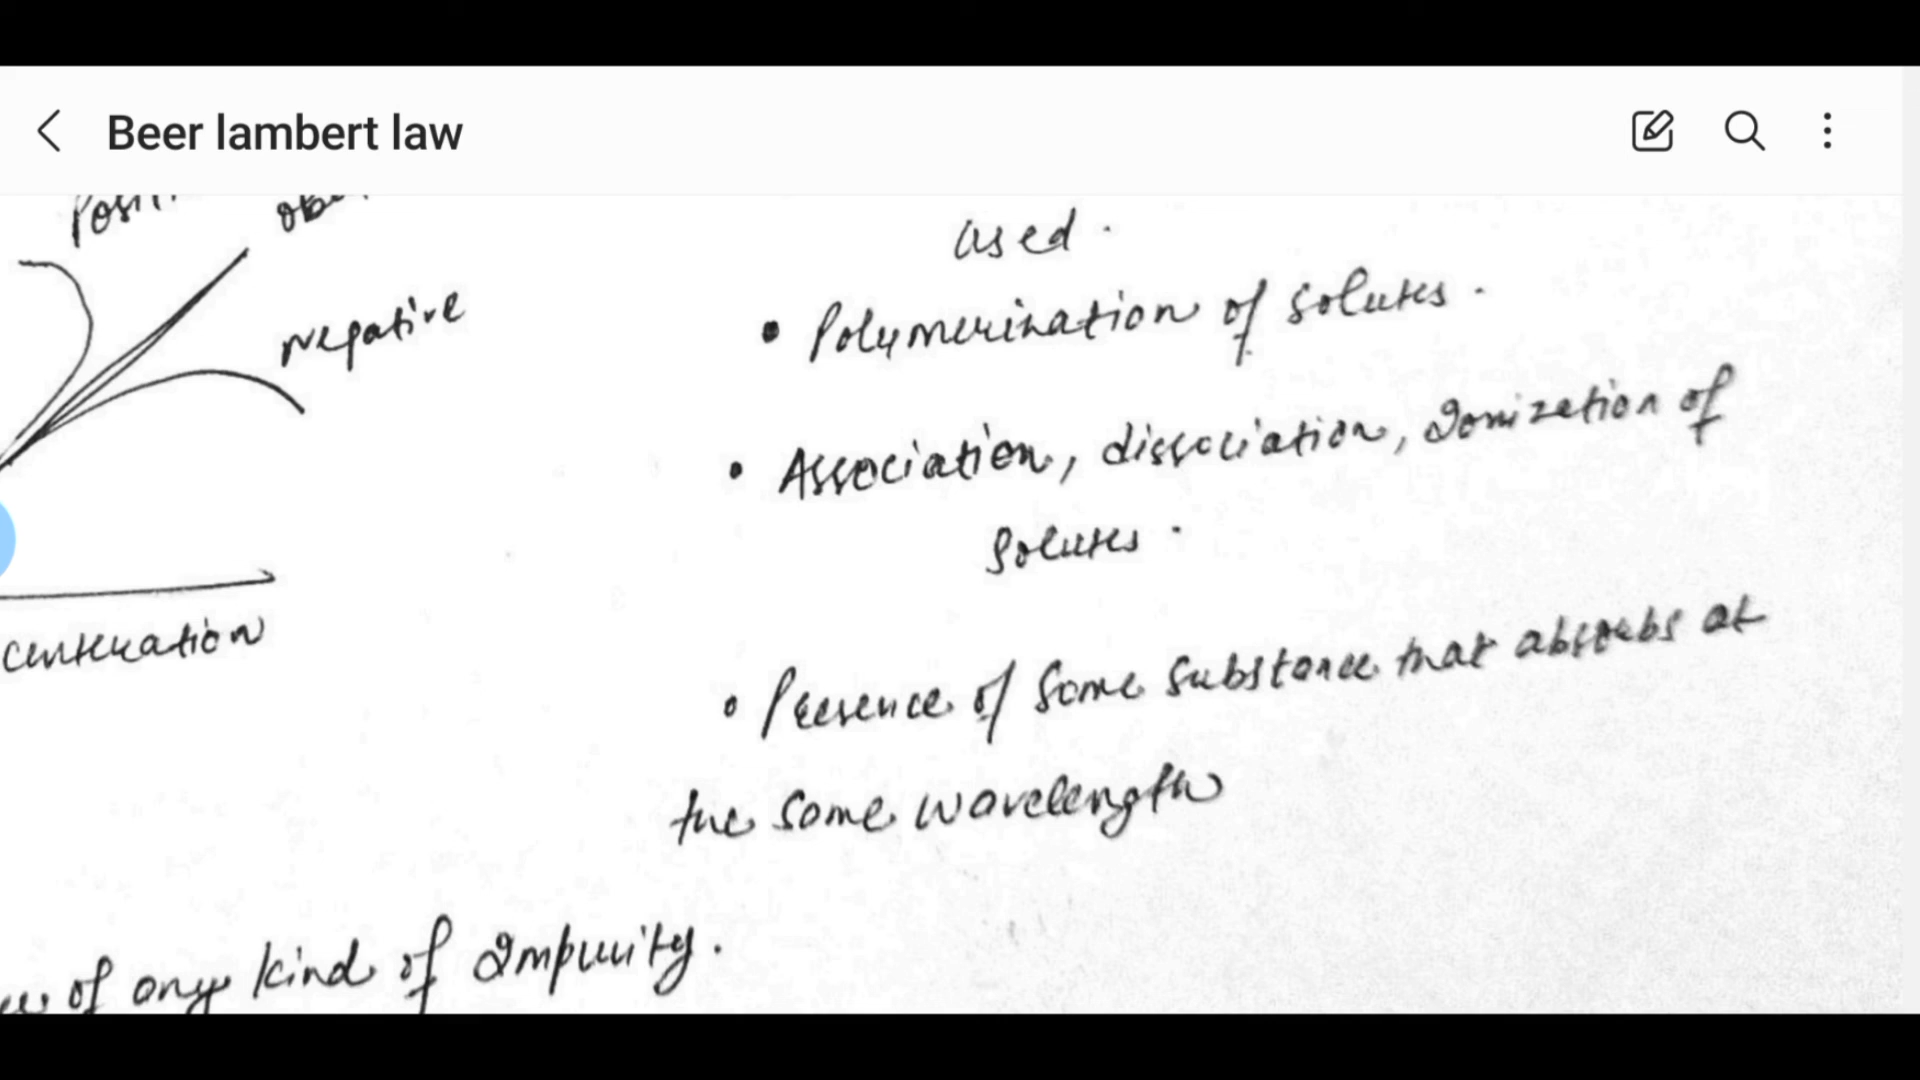 Beer lambert law
used.
negative
• Polymerization of solutes.
• Association, dissociation, Ionization of
solutes.
centration
• Presence of some substance that absorbs at
the same wavelength
of any kind of Impurity.